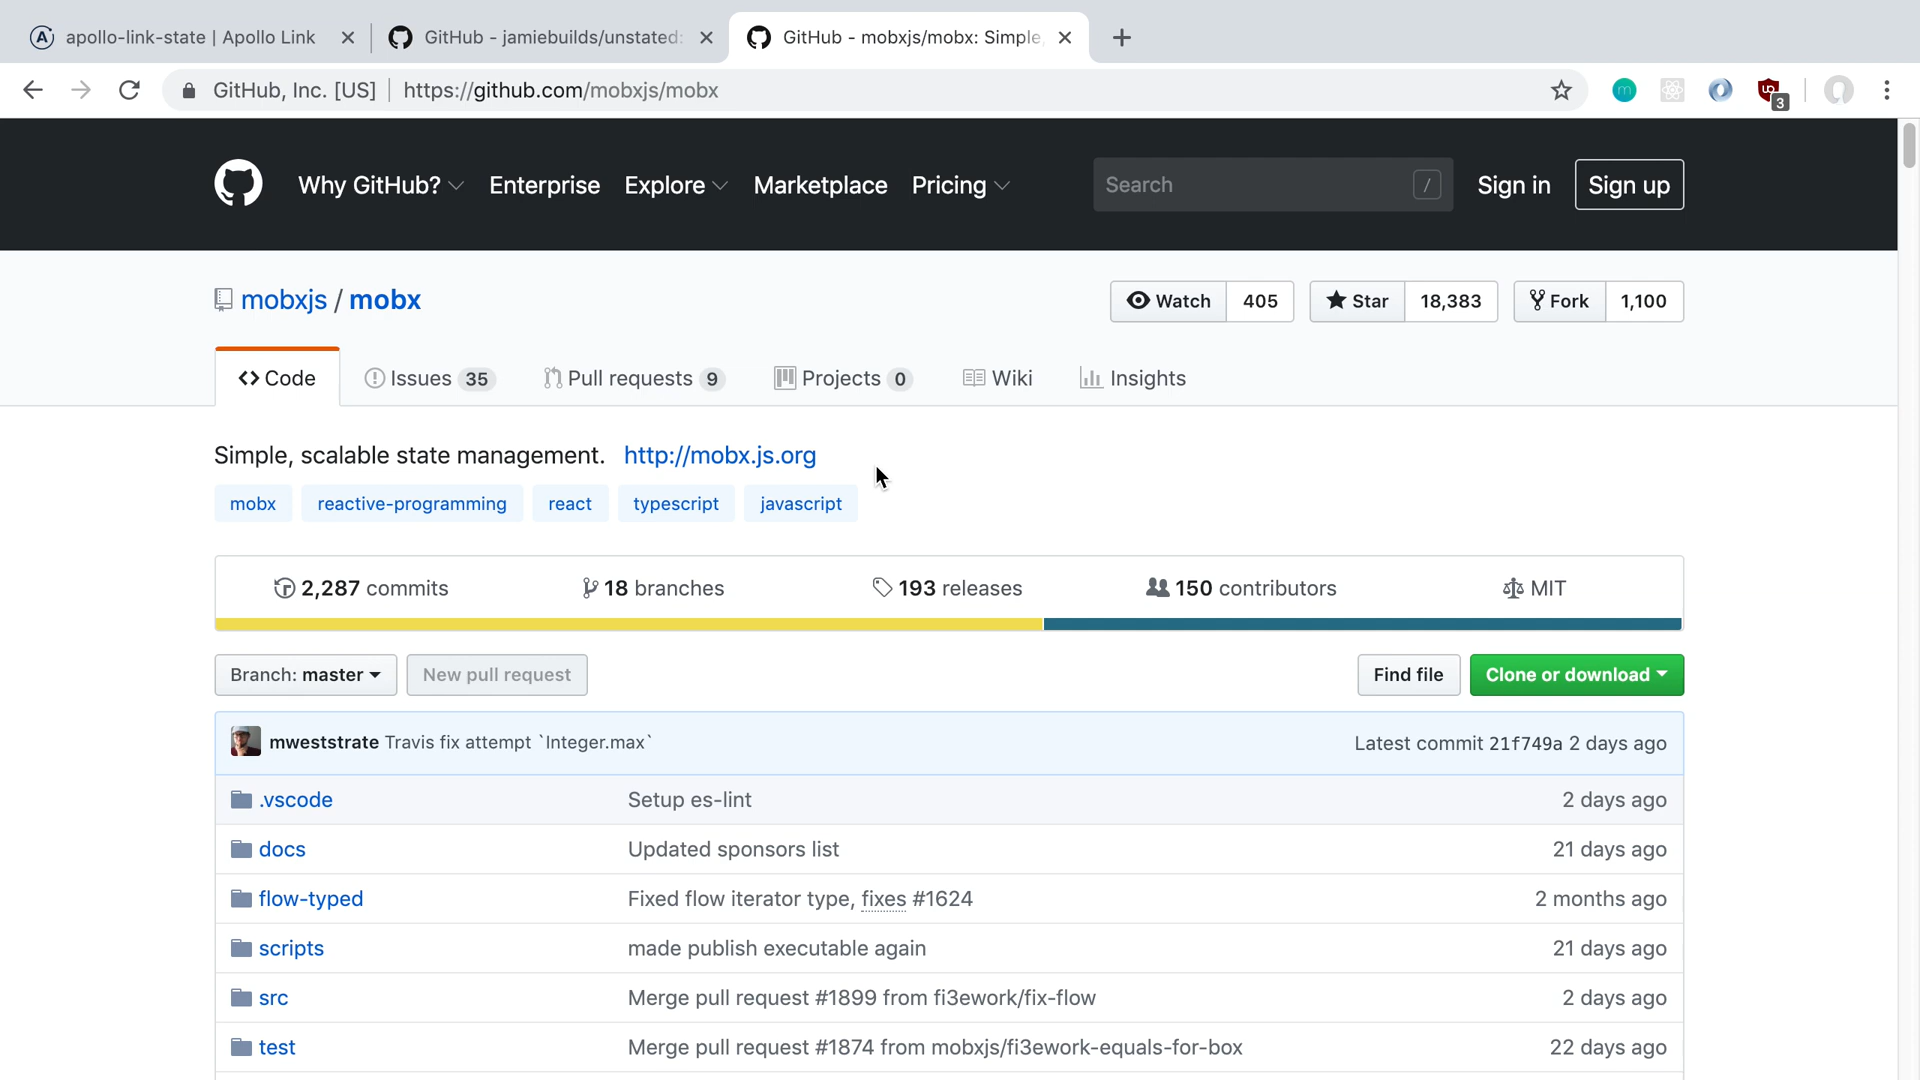 apollo-link-state | Apollo Link
GitHub - jamiebuilds/unstated:
GitHub - mobxjs/mobx: Simple,
GitHub, Inc. [US] https://github.com/mobxjs/mobx
3
Why GitHub? Enterprise Explore Marketplace Pricing Search / Sign in Sign up
mobxjs / mobx
Watch 405 Star 18,383 Fork 1,100
Code Issues 35 Pull requests 9 Projects 0 Wiki Insights
Simple, scalable state management. http://mobx.js.org
mobx reactive-programming react typescript javascript
2,287 commits 18 branches 193 releases 150 contributors MIT
Branch: master New pull request Find file Clone or download
mweststrate Travis fix attempt `Integer.max` Latest commit 21f749a 2 days ago
.vscode Setup es-lint 2 days ago
docs Updated sponsors list 21 days ago
flow-typed Fixed flow iterator type, fixes #1624 2 months ago
scripts made publish executable again 21 days ago
src Merge pull request #1899 from fi3ework/fix-flow 2 days ago
test Merge pull request #1874 from mobxjs/fi3ework-equals-for-box 22 days ago